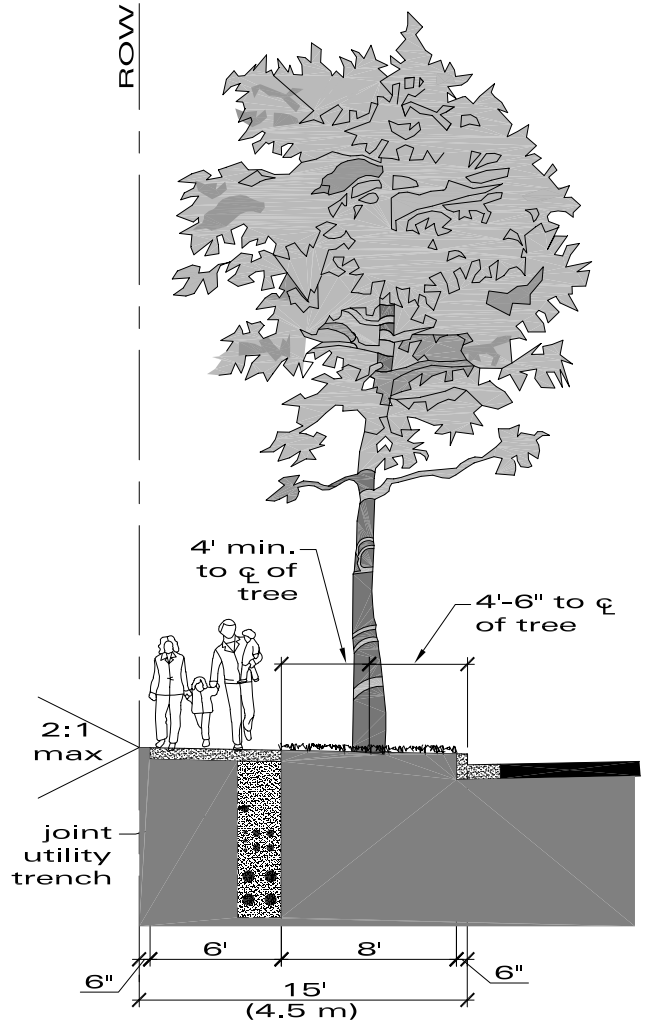 ROW
4' min.
to ℄ of
tree
4'-6" to ℄
of tree
2:1
max
joint
utility
trench
6'
8'
6"
6"
15'
(4.5 m)